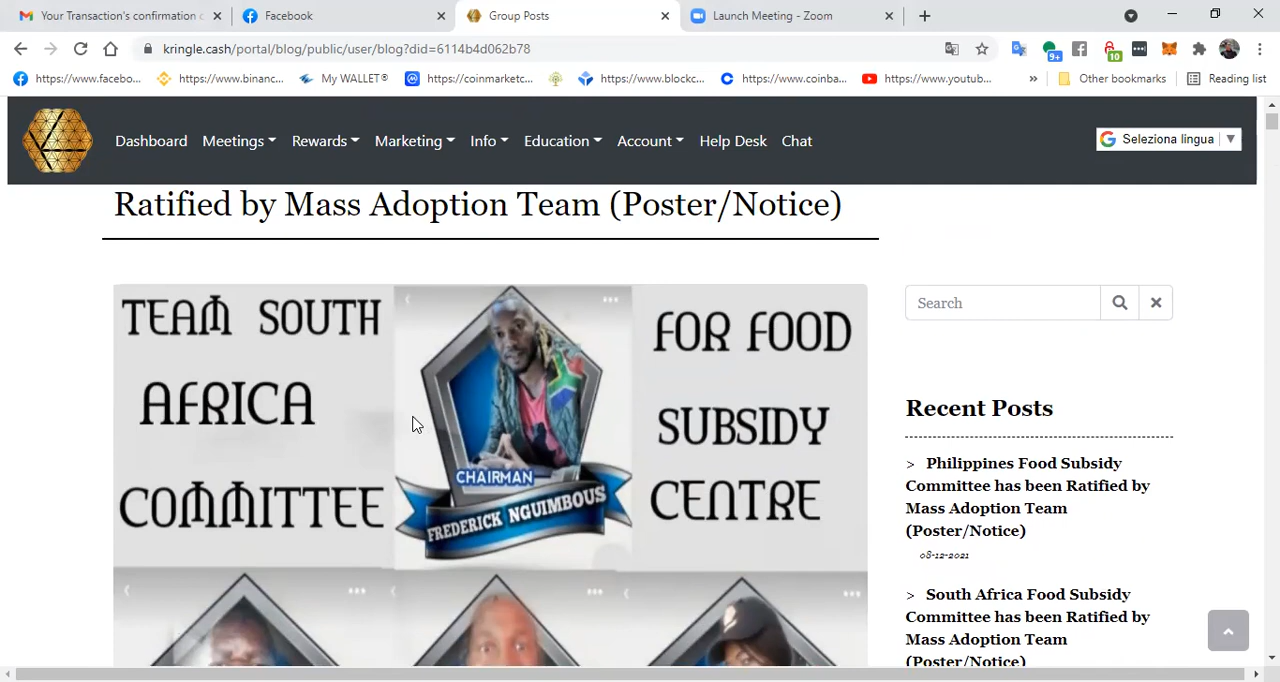 Your Transaction's confirmation c
Facebook
Group Posts
Launch Meeting - Zoom
kringle.cash/portal/blog/public/user/blog?did=6114b4d062b78
9+
10
https://www.facebo...
https://www.binanc...
My WALLET®
https://coinmarketc...
https://www.blockc...
https://www.coinba...
https://www.youtub...
»
Other bookmarks
Reading list
Dashboard
Meetings
Rewards
Marketing
Info
Education
Account
Help Desk
Chat
Seleziona lingua
Ratified by Mass Adoption Team (Poster/Notice)
TEAM SOUTH
AFRICA
COMMITTEE
CHAIRMAN
FREDERICK NGUIMBOUS
FOR FOOD
SUBSIDY
CENTRE
Search
Recent Posts
> Philippines Food Subsidy
Committee has been Ratified by
Mass Adoption Team
(Poster/Notice)
08-12-2021
> South Africa Food Subsidy
Committee has been Ratified by
Mass Adoption Team
(Poster/Notice)